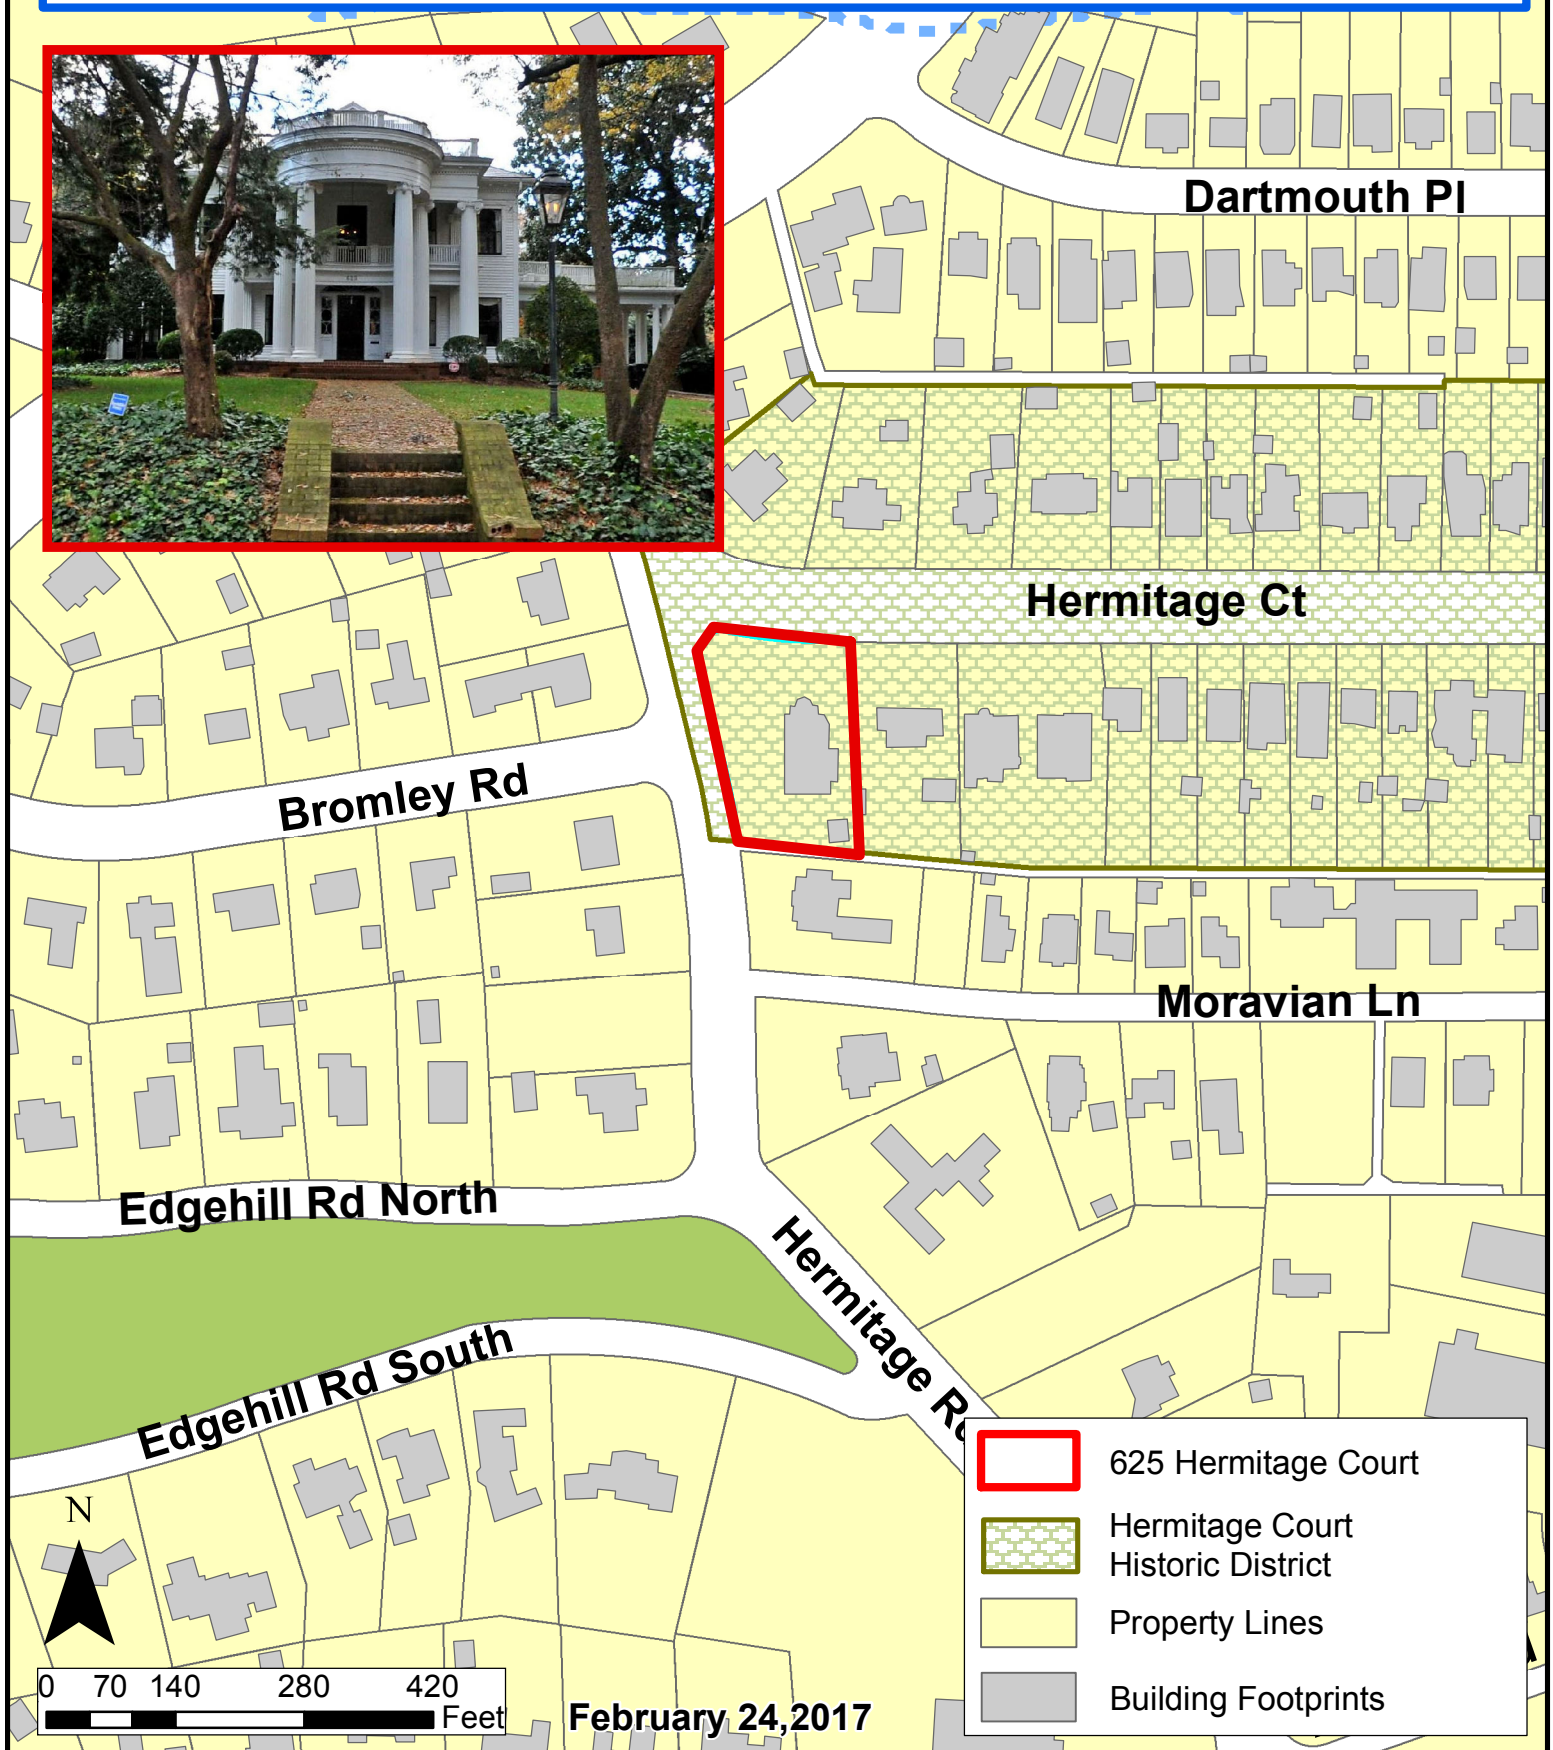 Dartmouth Pl
Hermitage Ct
Bromley Rd
Moravian Ln
Edgehill Rd North
Hermitage
Edgehill Rd South
625 Hermitage Court
Hermitage Court
Historic District
Property Lines
Building Footprints
N
0 70 140 280 420
Feet
February 24,2017